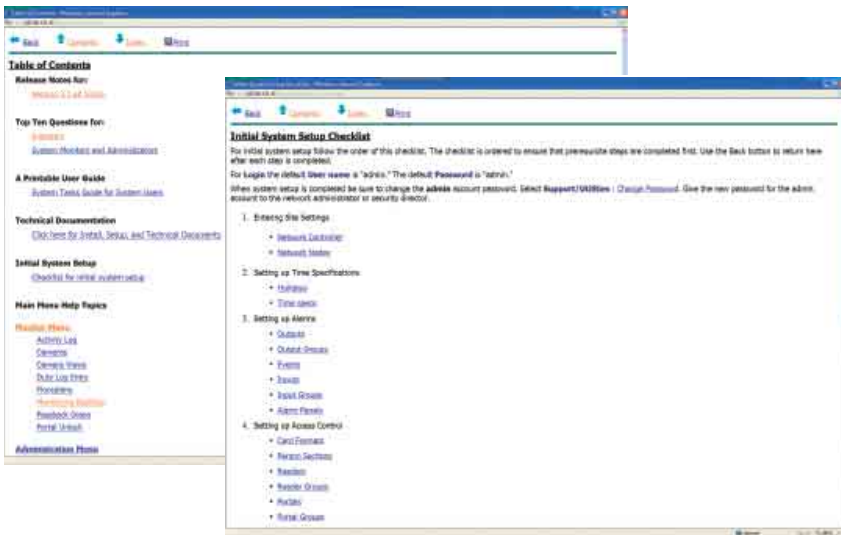 Back Contents Index Print
Table of Contents
Release Notes for:
Top Ten Questions for:
System Monitors and Administrators
A Printable User Guide
System Tasks Guide for System Users
Technical Documentation
Click here for Install, Setup, and Technical Documents
Initial System Setup
Checklist for initial system setup
Main Menu Help Topics
Monitor Menu
Activity Log
Cameras
Camera Views
Duty Log Entry
Floorplans
Monitoring Desktop
Portal Unlock
Administration Menu
Back Contents Index Print
Initial System Setup Checklist
For initial system setup follow the order of this checklist. The checklist is ordered to ensure that prerequisite steps are completed first. Use the Back button to return here
after each step is completed.
For Login the default User name is "admin." The default Password is "admin."
When system setup is completed be sure to change the admin account password. Select Support/Utilities : Change Password. Give the new password for the admin
account to the network administrator or security director.
1. Entering Site Settings
• Network Controller
• Network Nodes
2. Setting up Time Specifications
• Holidays
• Time specs
3. Setting up Alarms
• Outputs
• Output Groups
• Events
• Inputs
• Input Groups
• Alarm Panels
4. Setting up Access Control
• Card Formats
• Person Sections
• Readers
• Reader Groups
• Portals
• Portal Groups